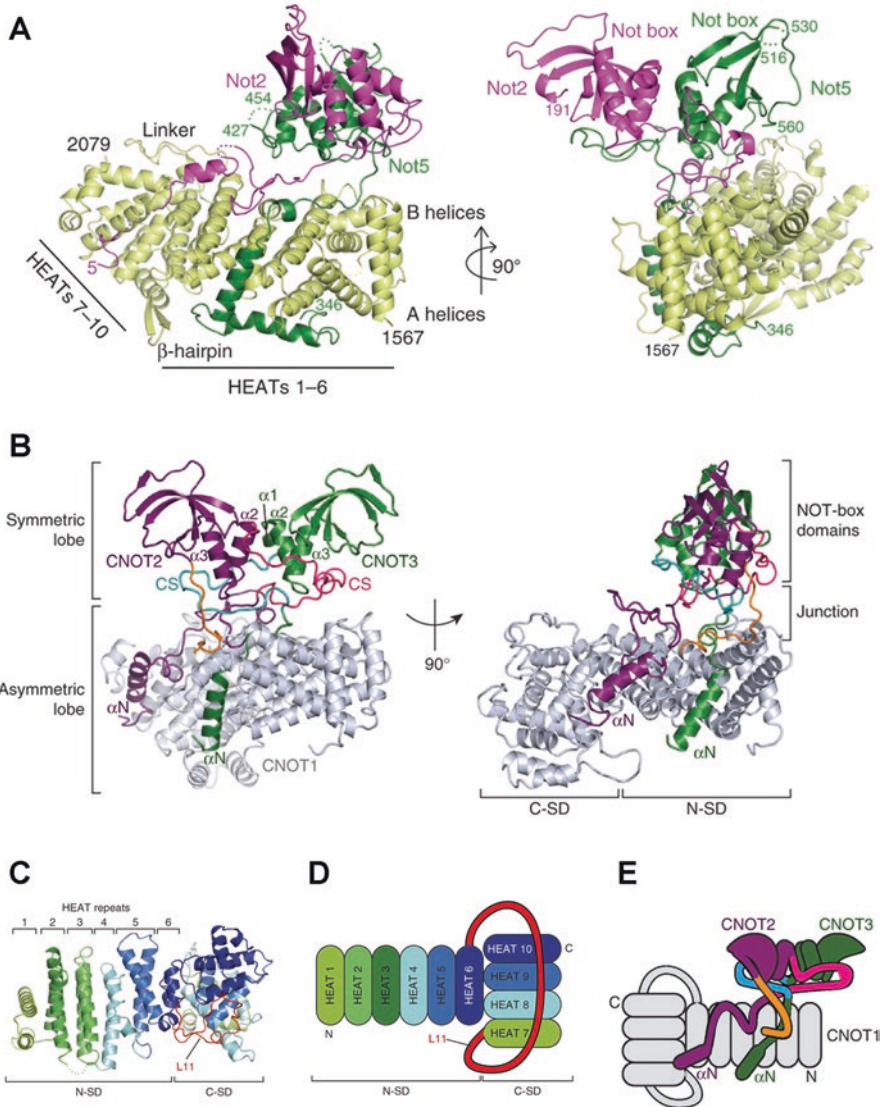 A
Not2
454
427
Not5
Linker
2079
B helices
90°
5
HEATs 7–10
346
A helices
1567
β-hairpin
HEATs 1–6
Not box
Not box
530
516
Not2
Not5
191
560
346
1567
B
Symmetric
lobe
α1
α2
α2
α3
α3
CNOT2
CNOT3
CS
CS
Asymmetric
lobe
αN
αN
CNOT1
90°
NOT-box
domains
Junction
αN
αN
C-SD
N-SD
C
HEAT repeats
1
2
3
4
5
6
L11
N-SD
C-SD
D
HEAT 1
HEAT 2
HEAT 3
HEAT 4
HEAT 5
HEAT 6
HEAT 10
HEAT 9
HEAT 8
HEAT 7
C
N
L11
N-SD
C-SD
E
CNOT2
CNOT3
C
CNOT1
αN
αN
N